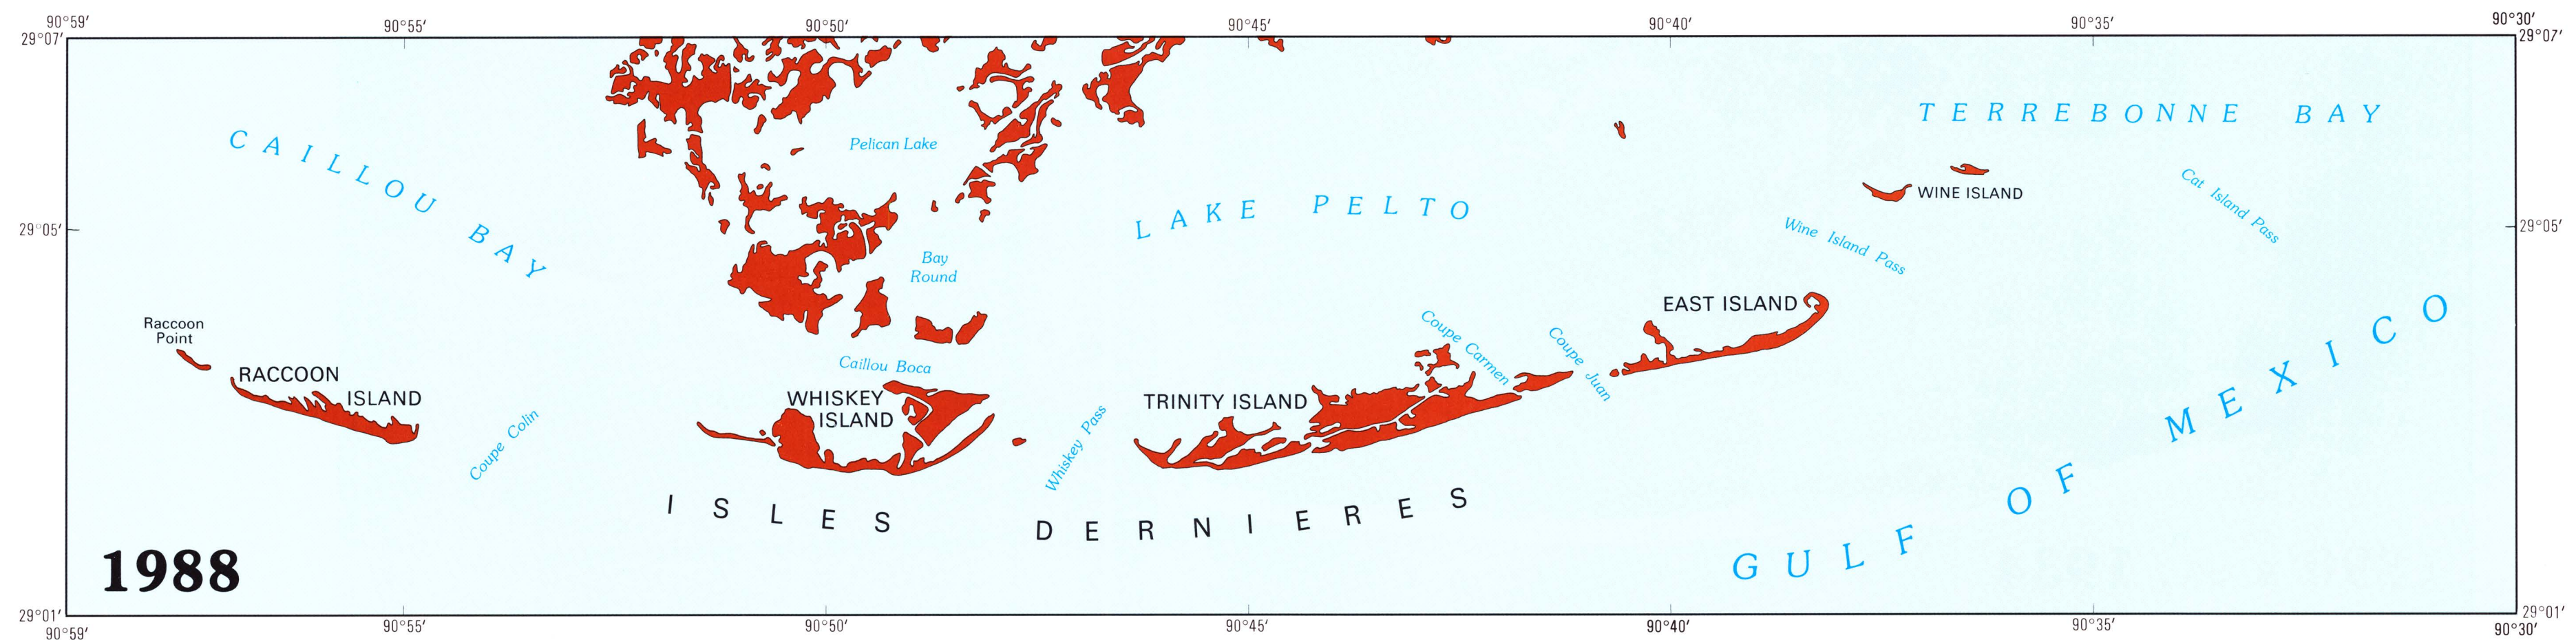 90°59′ 90°55′ 90°50′ 90°45′ 90°40′ 90°35′ 90°30′
29°07′ 29°07′
TERREBONNE BAY
CAILLOU BAY
Pelican Lake
Cat Island Pass
WINE ISLAND
LAKE PELTO
29°05′ 29°05′
Wine Island Pass
Bay
Round
EAST ISLAND
Raccoon
Point
Coupe Carmen
Coupe Juan
GULF OF MEXICO
Caillou Boca
RACCOON
ISLAND
WHISKEY
ISLAND
TRINITY ISLAND
Coupe Colin
Whiskey Pass
ISLES DERNIERES
1988
29°01′ 29°01′
90°59′ 90°55′ 90°50′ 90°45′ 90°40′ 90°35′ 90°30′